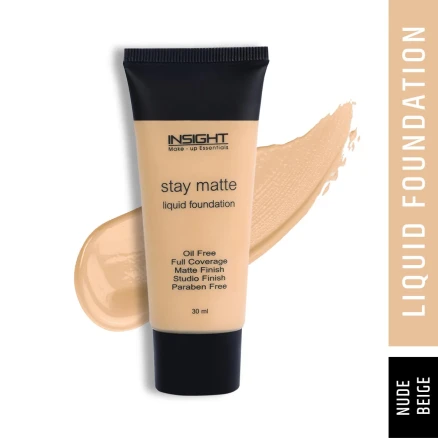 INSIGHT
Make-up Essentials
stay matte
liquid foundation
Oil Free
Full Coverage
Matte Finish
Studio Finish
Paraben Free
30 ml
LIQUID FOUNDATION
NUDE
BEIGE